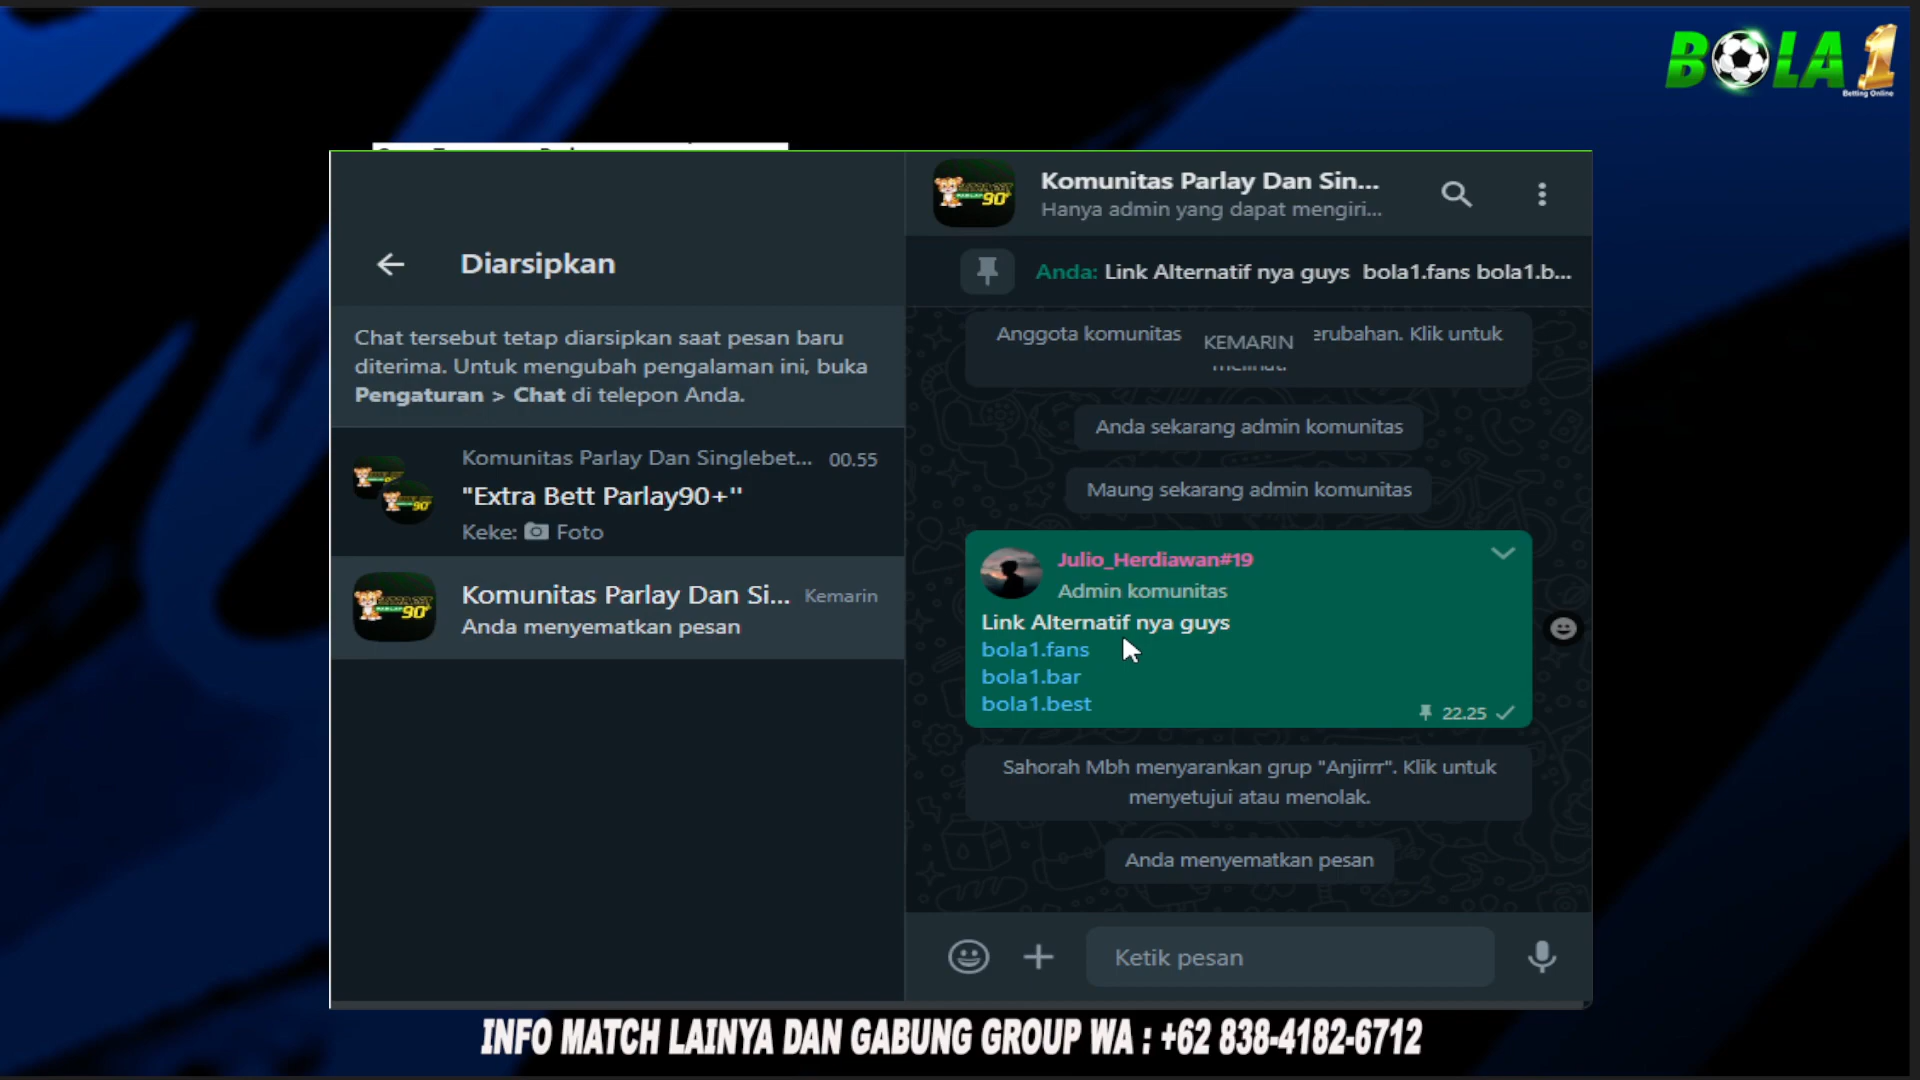 BOLA 1
Betting Online
Komunitas Parlay Dan Sin...
Hanya admin yang dapat mengiri...
Diarsipkan
Anda: Link Alternatif nya guys bola1.fans bola1.b...
Chat tersebut tetap diarsipkan saat pesan baru
diterima. Untuk mengubah pengalaman ini, buka
Pengaturan > Chat di telepon Anda.
Komunitas Parlay Dan Singlebet... 00.55
"Extra Bett Parlay90+''
Keke: Foto
Komunitas Parlay Dan Si... Kemarin
Anda menyematkan pesan
Anggota komunitas
KEMARIN
erubahan. Klik untuk
Anda sekarang admin komunitas
Maung sekarang admin komunitas
Julio_Herdiawan#19
Admin komunitas
Link Alternatif nya guys
bola1.fans
bola1.bar
bola1.best
22.25
Sahorah Mbh menyarankan grup "Anjirrr". Klik untuk
menyetujui atau menolak.
Anda menyematkan pesan
Ketik pesan
INFO MATCH LAINYA DAN GABUNG GROUP WA : +62 838-4182-6712